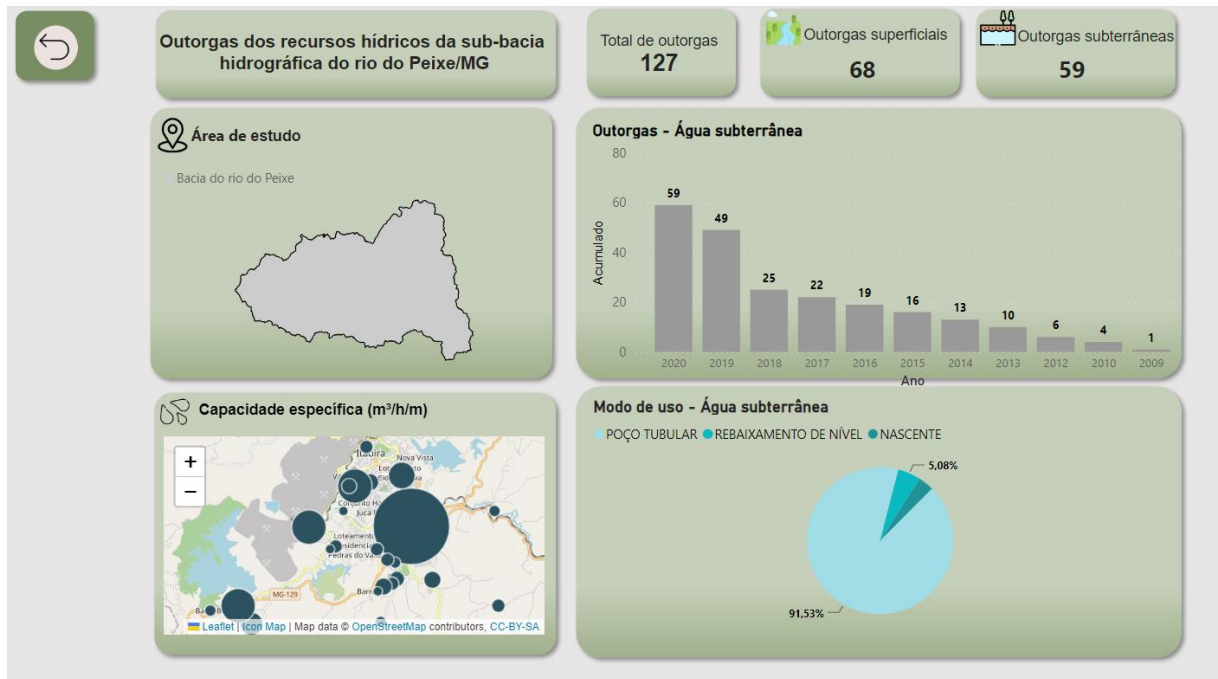 Outorgas dos recursos hídricos da sub-bacia
hidrográfica do rio do Peixe/MG
Total de outorgas
127
Outorgas superficiais
68
Outorgas subterrâneas
59
Área de estudo
Bacia do rio do Peixe
Outorgas - Água subterrânea
80
60
40
20
0
Acumulado
59
49
25
22
19
16
13
10
6
4
1
2020 2019 2018 2017 2016 2015 2014 2013 2012 2010 2009
Ano
Capacidade específica (m³/h/m)
+
−
Itabira
Nova Vista
Juca
Loteamento
Pedras do
MG-129
Leaflet | Icon Map | Map data © OpenStreetMap contributors, CC-BY-SA
Modo de uso - Água subterrânea
POÇO TUBULAR REBAIXAMENTO DE NÍVEL NASCENTE
5,08%
91,53%